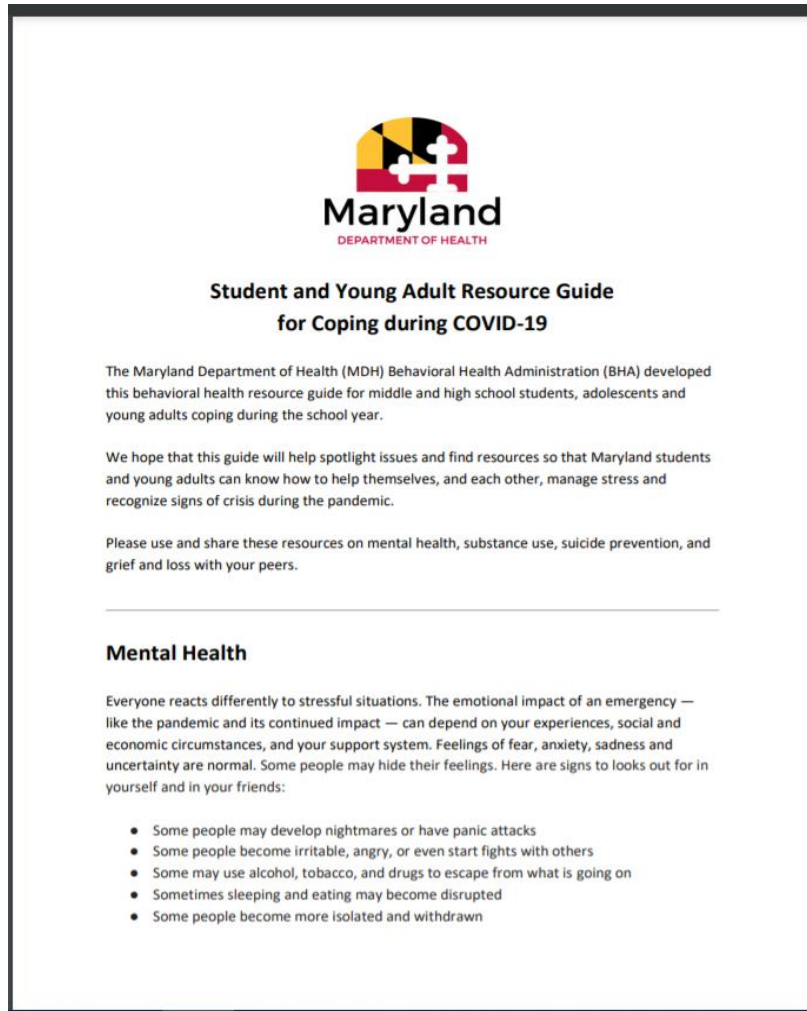 Maryland
DEPARTMENT OF HEALTH
Student and Young Adult Resource Guide
for Coping during COVID-19
The Maryland Department of Health (MDH) Behavioral Health Administration (BHA) developed
this behavioral health resource guide for middle and high school students, adolescents and
young adults coping during the school year.
We hope that this guide will help spotlight issues and find resources so that Maryland students
and young adults can know how to help themselves, and each other, manage stress and
recognize signs of crisis during the pandemic.
Please use and share these resources on mental health, substance use, suicide prevention, and
grief and loss with your peers.
Mental Health
Everyone reacts differently to stressful situations. The emotional impact of an emergency —
like the pandemic and its continued impact — can depend on your experiences, social and
economic circumstances, and your support system. Feelings of fear, anxiety, sadness and
uncertainty are normal. Some people may hide their feelings. Here are signs to looks out for in
yourself and in your friends:
● Some people may develop nightmares or have panic attacks
● Some people become irritable, angry, or even start fights with others
● Some may use alcohol, tobacco, and drugs to escape from what is going on
● Sometimes sleeping and eating may become disrupted
● Some people become more isolated and withdrawn